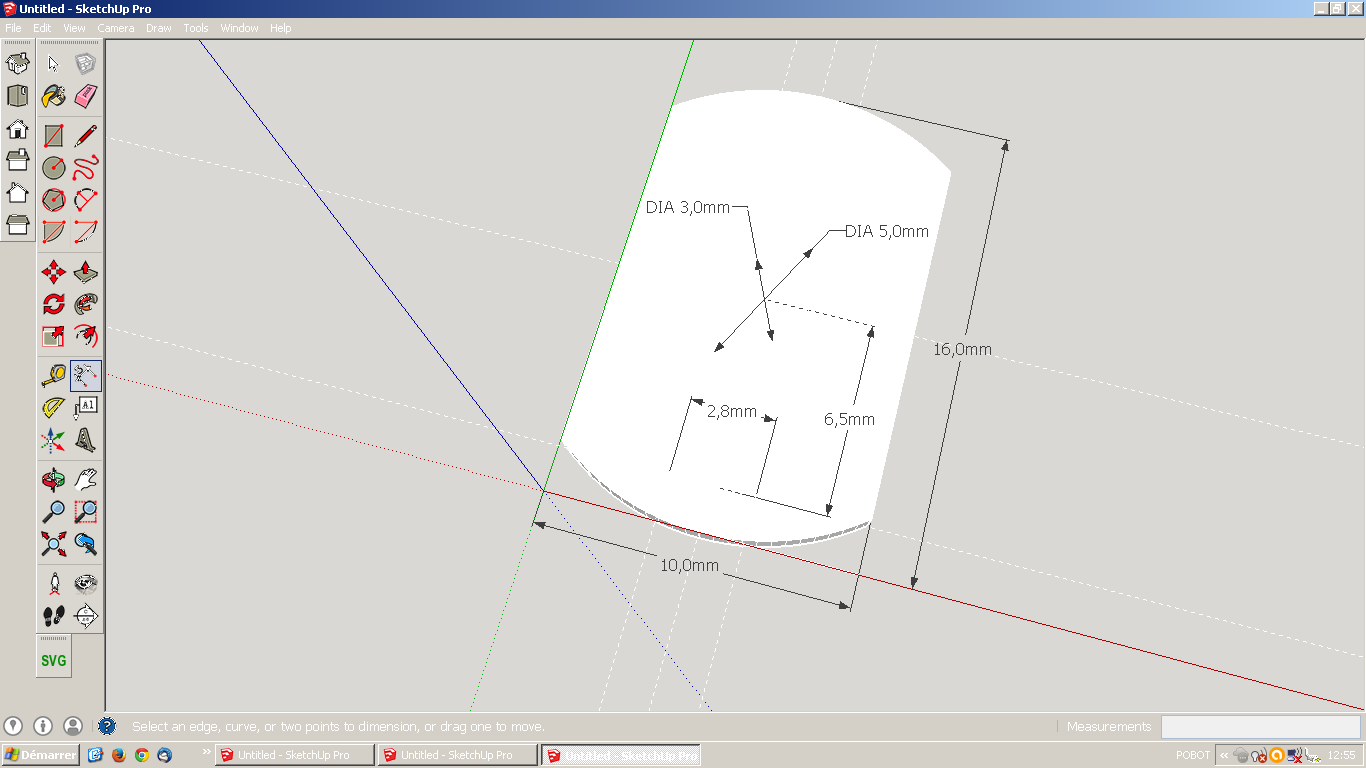 Untitled - SketchUp Pro
File Edit View Camera Draw Tools Window Help
DIA 3,0mm
DIA 5,0mm
16,0mm
2,8mm
6,5mm
10,0mm
A1
SVG
Select an edge, curve, or two points to dimension, or drag one to move.
Measurements
Démarrer
Untitled - SketchUp Pro
Untitled - SketchUp Pro
Untitled - SketchUp Pro
POBOT
12:55